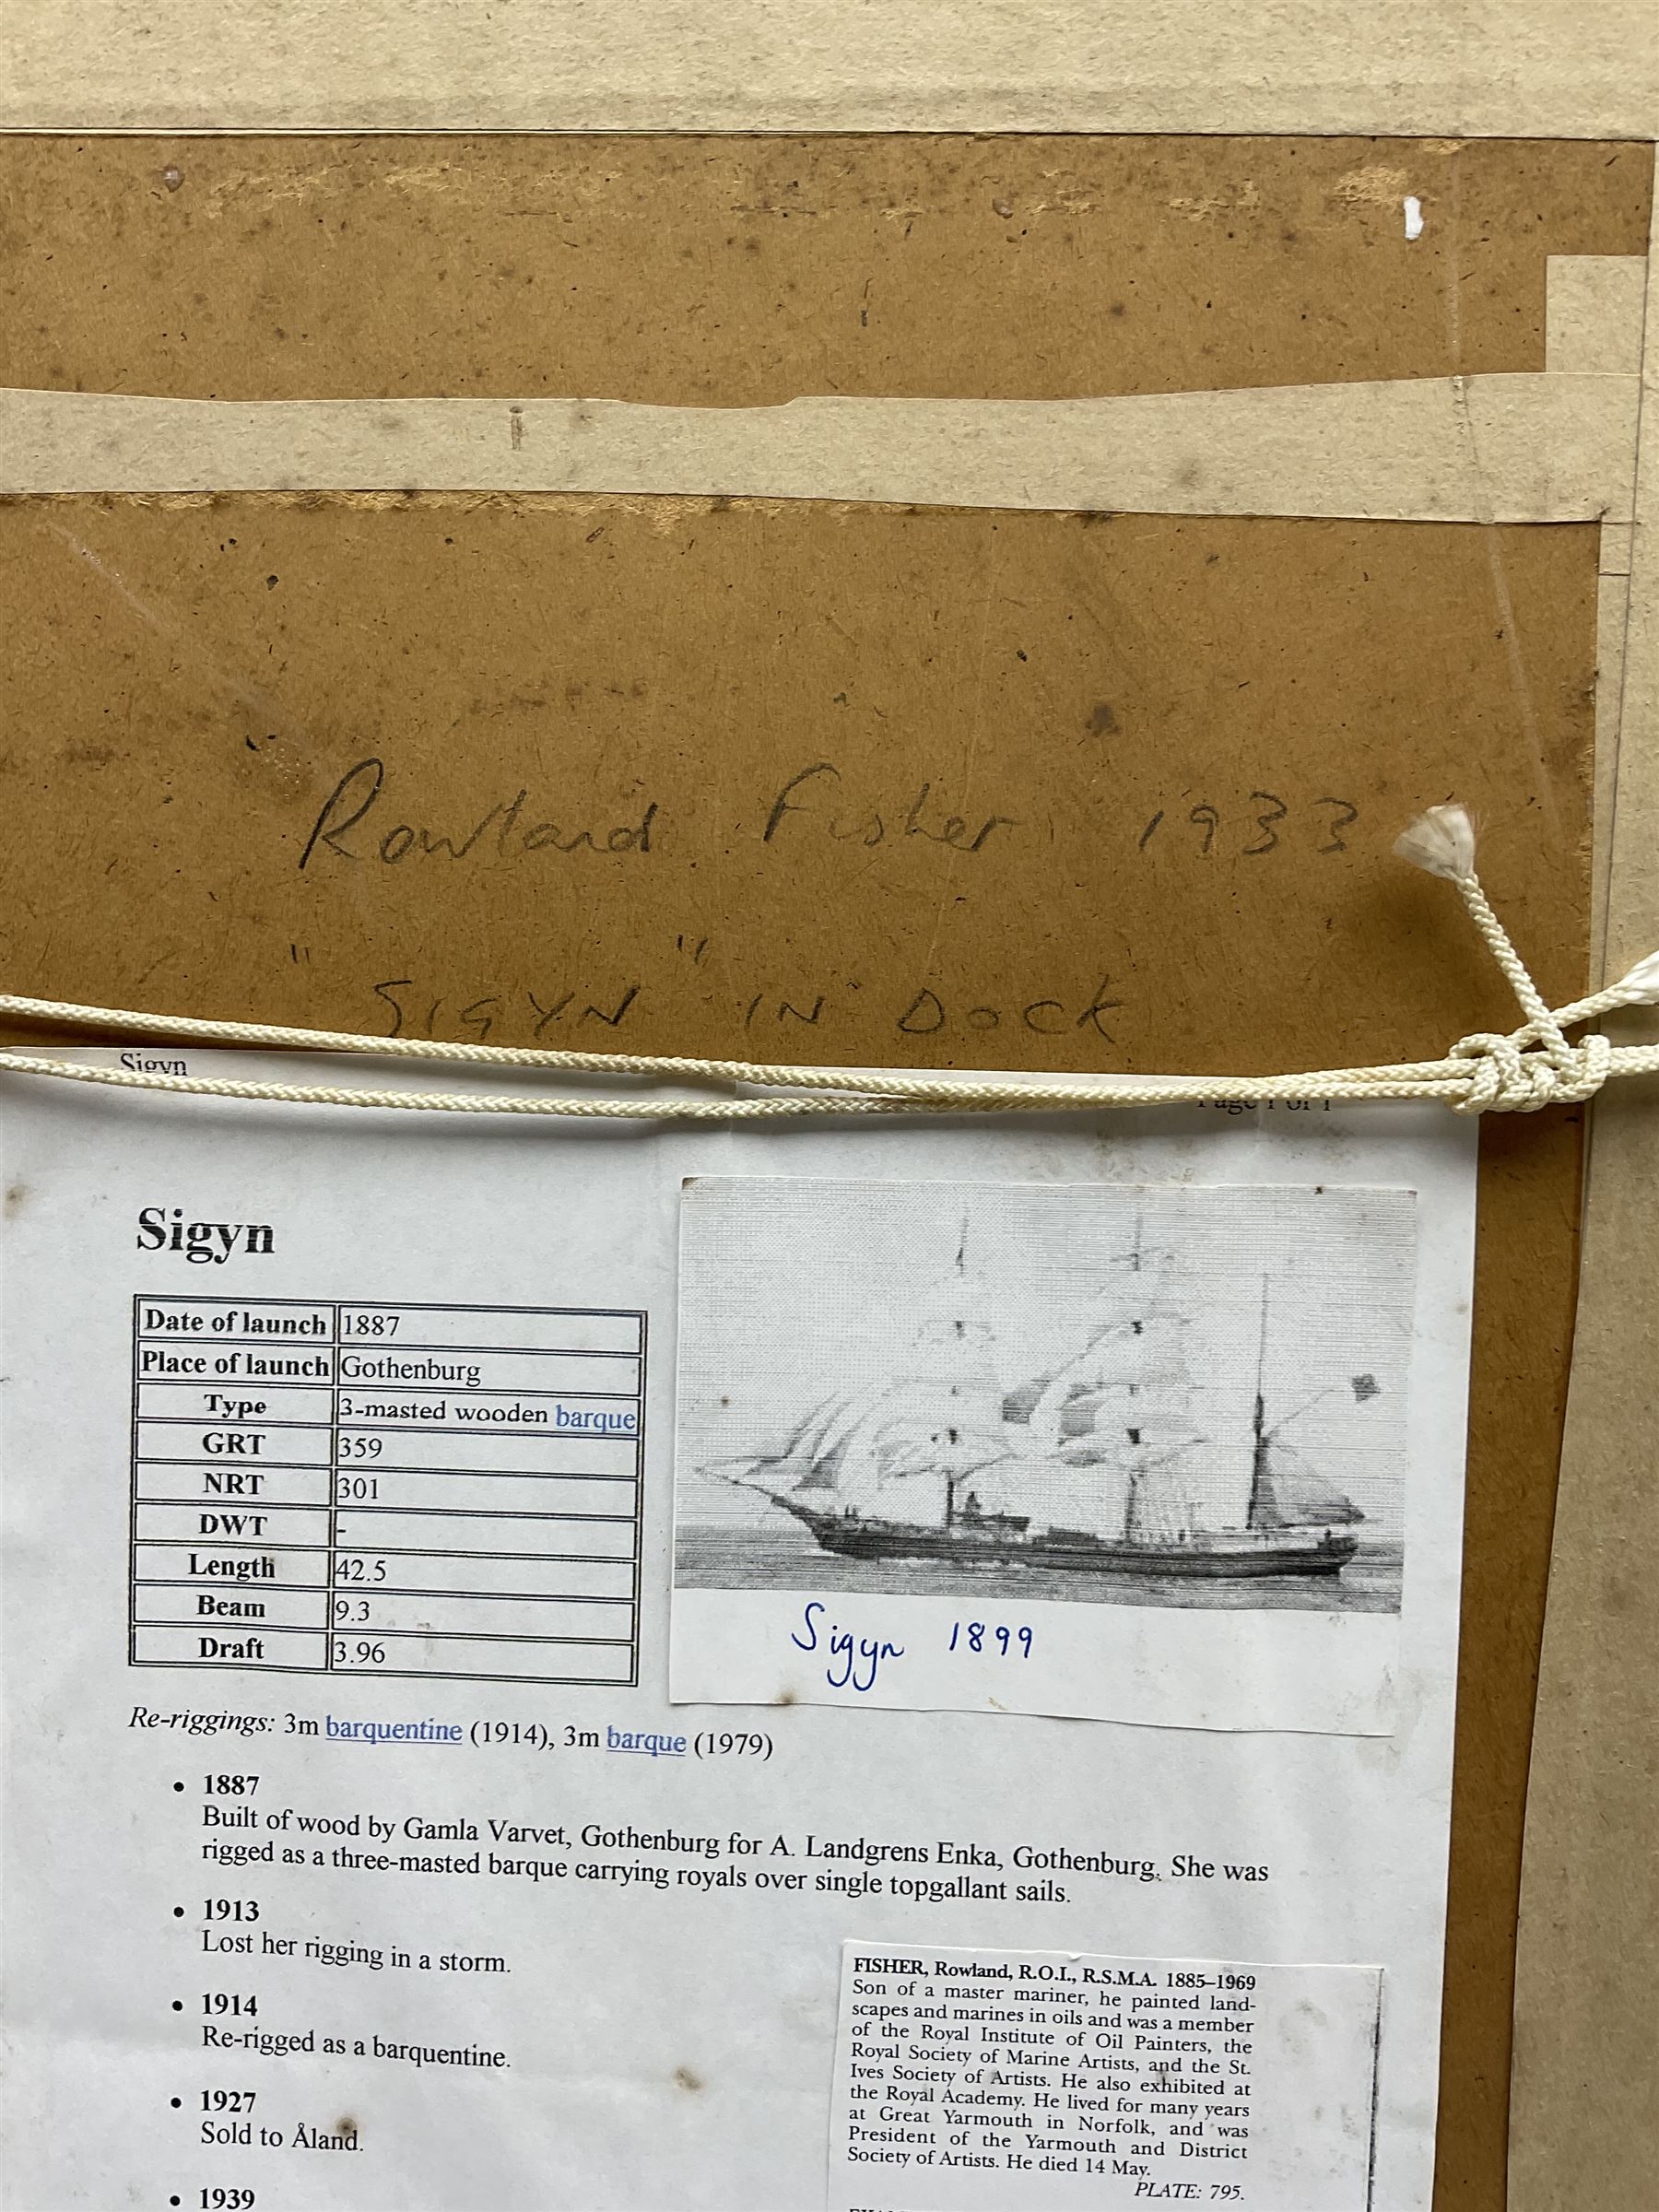 Rowland Fisher 1933
"SIGYN" IN DOCK
Sigyn
Page 1 of 1
Sigyn
Date of launch 1887
Place of launch Gothenburg
Type 3-masted wooden barque
GRT 359
NRT 301
DWT -
Length 42.5
Beam 9.3
Draft 3.96
Sigyn 1899
Re-riggings: 3m barquentine (1914), 3m barque (1979)
• 1887
Built of wood by Gamla Varvet, Gothenburg for A. Landgrens Enka, Gothenburg. She was
rigged as a three-masted barque carrying royals over single topgallant sails.
• 1913
Lost her rigging in a storm.
• 1914
Re-rigged as a barquentine.
• 1927
Sold to Åland.
• 1939
FISHER, Rowland, R.O.I., R.S.M.A. 1885–1969
Son of a master mariner, he painted land-
scapes and marines in oils and was a member
of the Royal Institute of Oil Painters, the
Royal Society of Marine Artists, and the St.
Ives Society of Artists. He also exhibited at
the Royal Academy. He lived for many years
at Great Yarmouth in Norfolk, and was
President of the Yarmouth and District
Society of Artists. He died 14 May.
PLATE: 795.